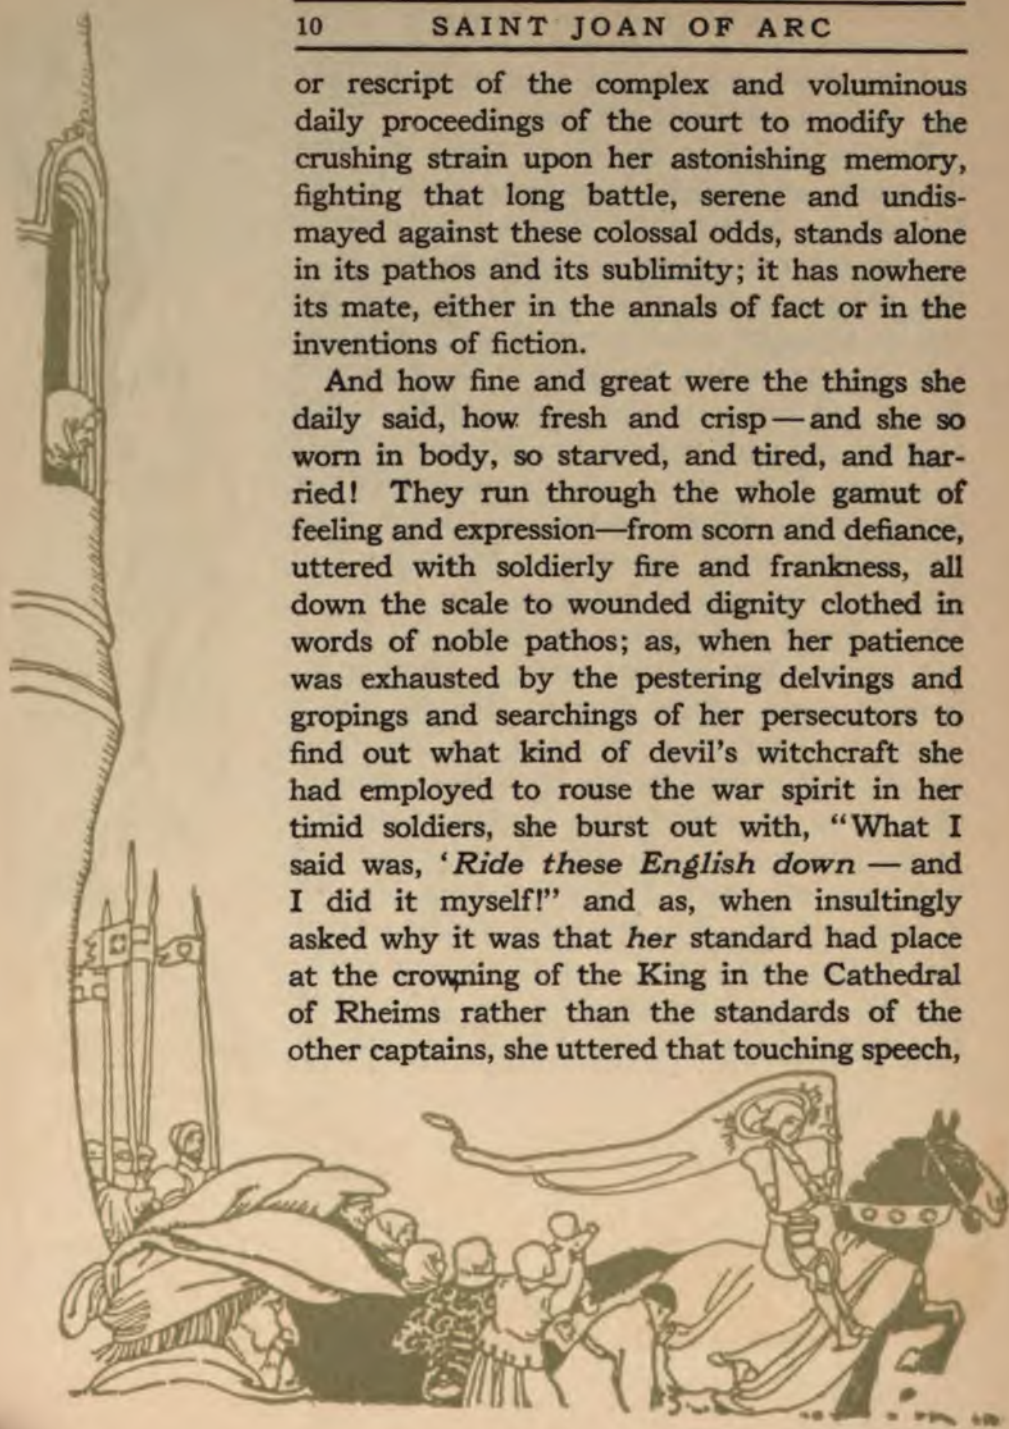 10 SAINT JOAN OF ARC
or rescript of the complex and voluminous
daily proceedings of the court to modify the
crushing strain upon her astonishing memory,
fighting that long battle, serene and undis-
mayed against these colossal odds, stands alone
in its pathos and its sublimity; it has nowhere
its mate, either in the annals of fact or in the
inventions of fiction.
And how fine and great were the things she
daily said, how fresh and crisp—and she so
worn in body, so starved, and tired, and har-
ried! They run through the whole gamut of
feeling and expression—from scorn and defiance,
uttered with soldierly fire and frankness, all
down the scale to wounded dignity clothed in
words of noble pathos; as, when her patience
was exhausted by the pestering delvings and
gropings and searchings of her persecutors to
find out what kind of devil's witchcraft she
had employed to rouse the war spirit in her
timid soldiers, she burst out with, “What I
said was, ‘Ride these English down — and
I did it myself!” and as, when insultingly
asked why it was that her standard had place
at the crowning of the King in the Cathedral
of Rheims rather than the standards of the
other captains, she uttered that touching speech,